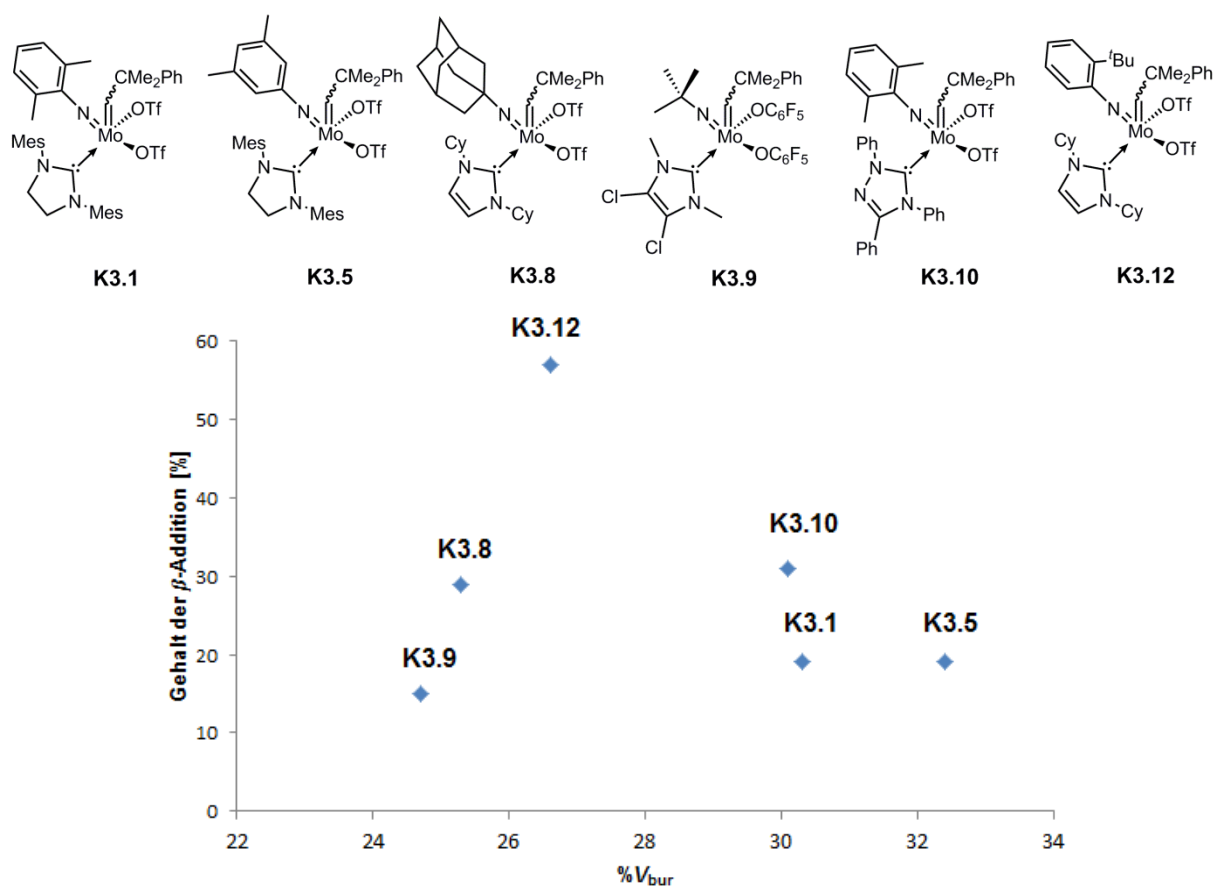 CMe₂Ph
N
Mo
OTf
OTf
Mes
N
N
Mes
K3.1
CMe₂Ph
N
Mo
OTf
OTf
Mes
N
N
Mes
K3.5
CMe₂Ph
N
Mo
OTf
OTf
Cy
N
N
Cy
K3.8
CMe₂Ph
N
Mo
OC₆F₅
OC₆F₅
N
N
Cl
Cl
K3.9
CMe₂Ph
N
Mo
OTf
OTf
Ph
N
N
N
Ph
Ph
K3.10
ᵗBu
CMe₂Ph
N
Mo
OTf
OTf
Cy
N
N
Cy
K3.12
Gehalt der β-Addition [%]
60
50
40
30
20
10
0
K3.12
K3.10
K3.8
K3.1
K3.5
K3.9
22
24
26
28
30
32
34
%Vbur